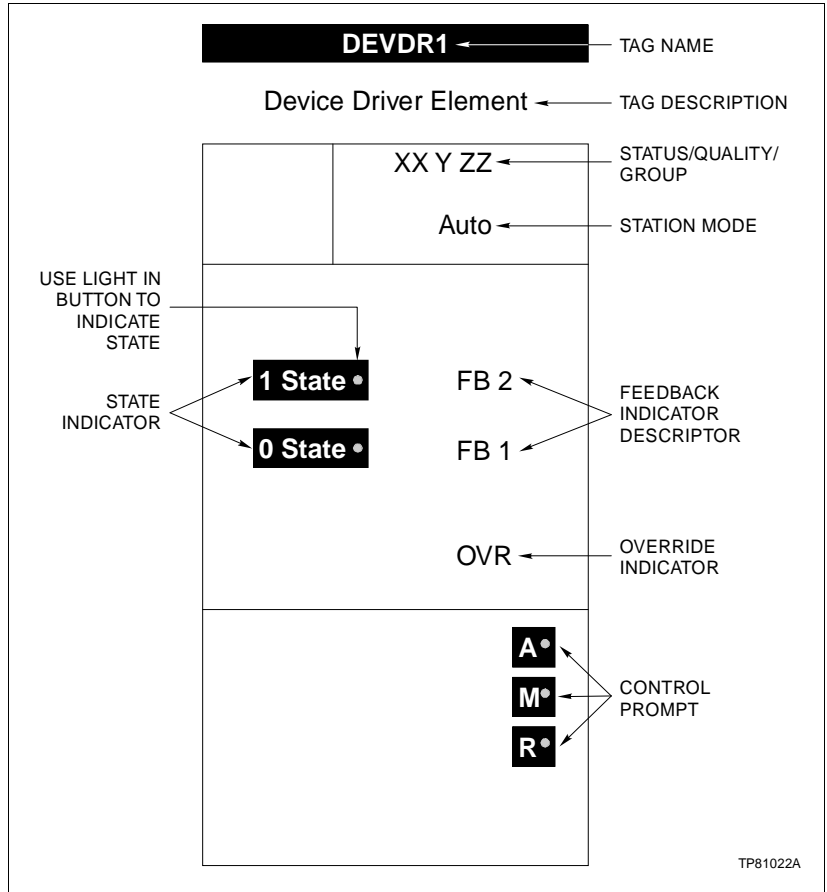 DEVDR1
TAG NAME
Device Driver Element
TAG DESCRIPTION
XX Y ZZ
STATUS/QUALITY/
GROUP
Auto
STATION MODE
USE LIGHT IN
BUTTON TO
INDICATE
STATE
1 State
FB 2
STATE
INDICATOR
FEEDBACK
INDICATOR
DESCRIPTOR
0 State
FB 1
OVR
OVERRIDE
INDICATOR
A
M
R
CONTROL
PROMPT
TP81022A